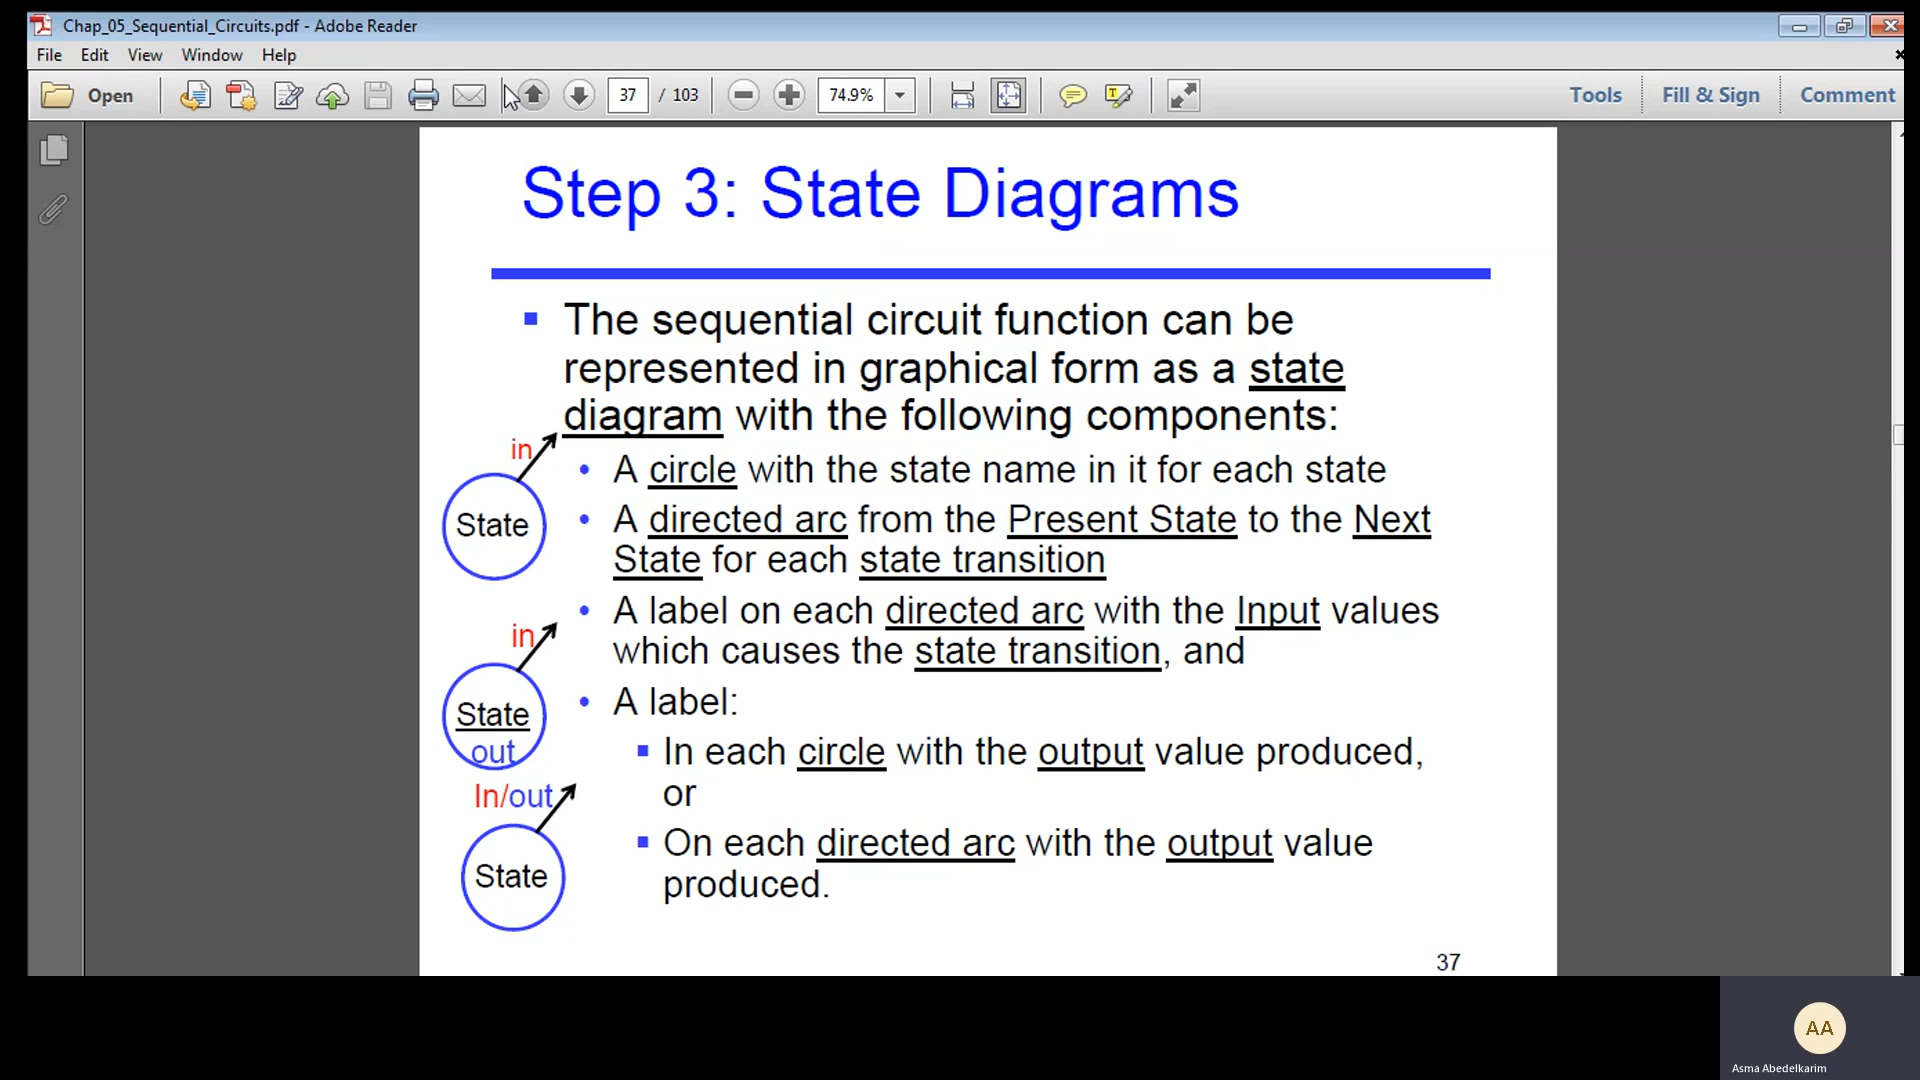 Chap_05_Sequential_Circuits.pdf - Adobe Reader
File Edit View Window Help
Open 37 / 103 74.9% Tools Fill & Sign Comment
Step 3: State Diagrams
The sequential circuit function can be
represented in graphical form as a state
diagram with the following components:
in
A circle with the state name in it for each state
State
A directed arc from the Present State to the Next
State for each state transition
A label on each directed arc with the Input values
which causes the state transition, and
in
State
out
A label:
In each circle with the output value produced,
or
In/out
State
On each directed arc with the output value
produced.
37
AA
Asma Abedelkarim